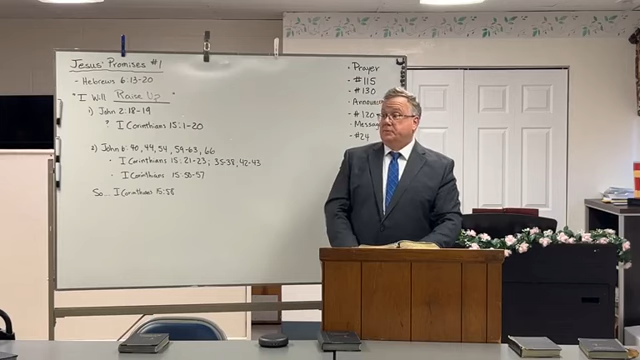 Jesus' Promises #1
- Hebrews 6:13-20
"I Will Raise Up"
1) John 2:18-19
? I Corinthians 15:1-20
2) John 6:40, 44, 54, 59-63, 66
• I Corinthians 15:21-23, 35-38, 42-43
• I Corinthians 15:50-57
So... I Corinthians 15:58
• Prayer
- #115
- #130
- #120
- Message
- #24